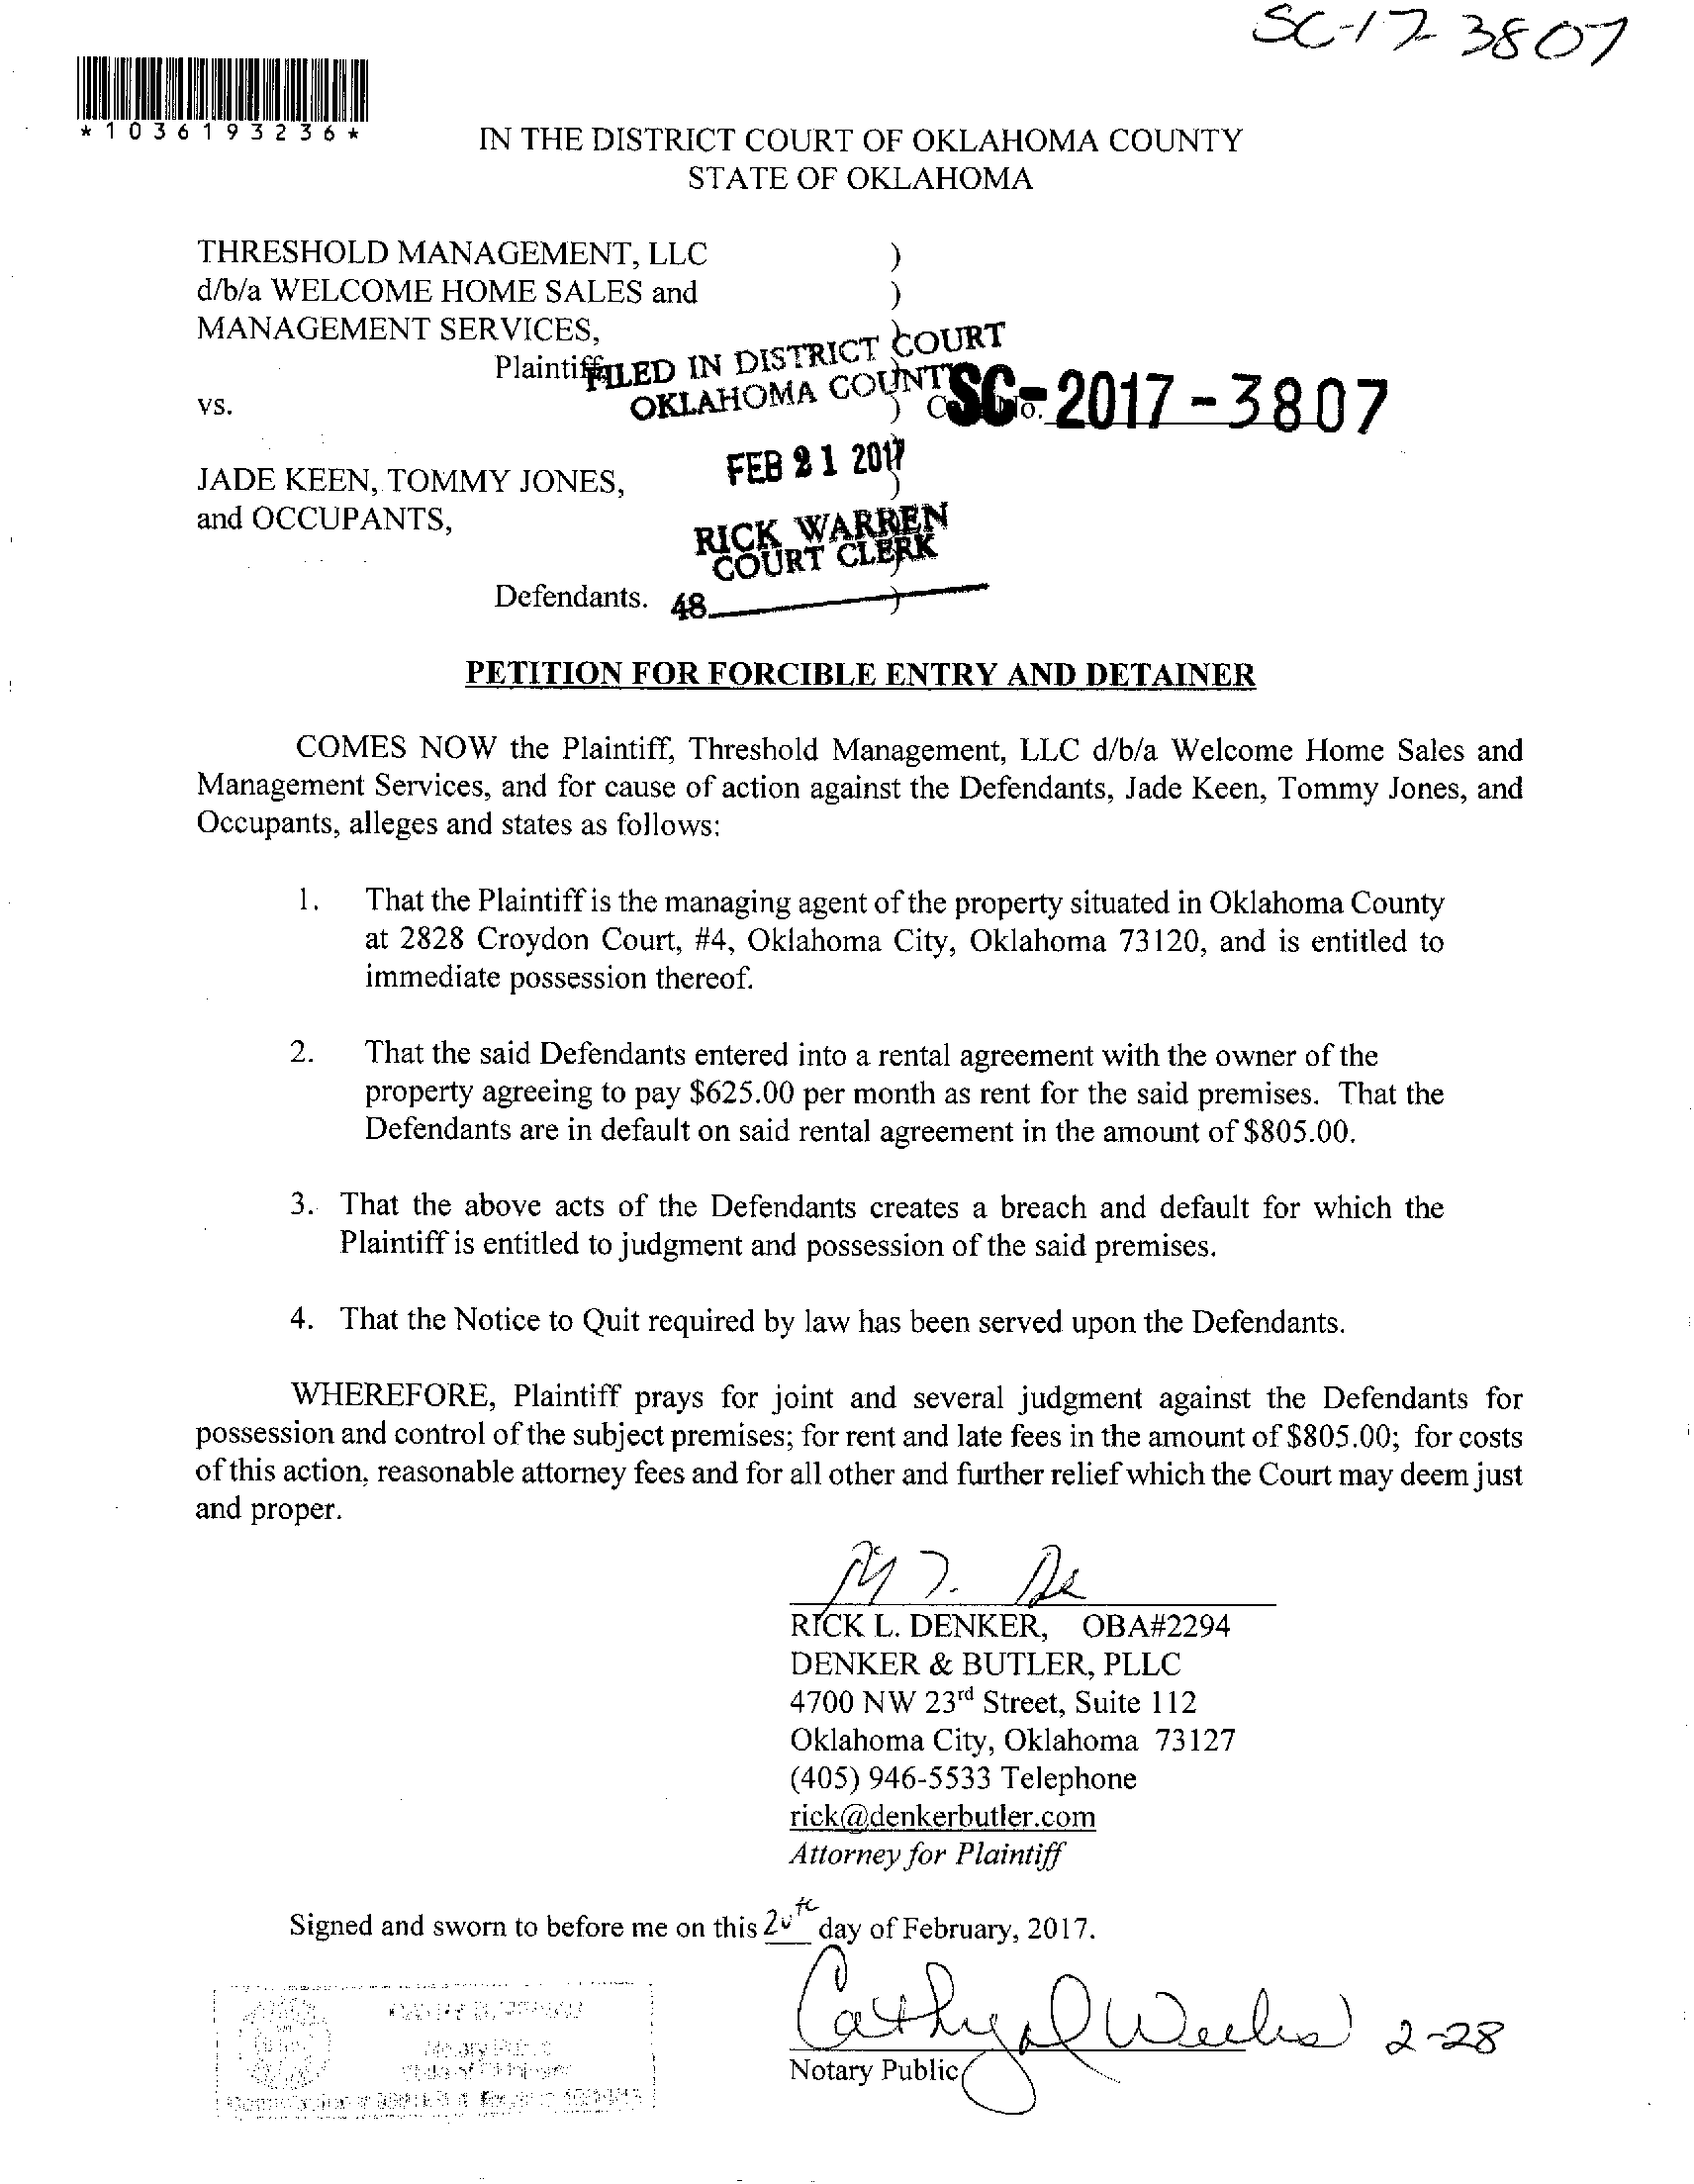 SC-17 3807
*1036193236*
IN THE DISTRICT COURT OF OKLAHOMA COUNTY
STATE OF OKLAHOMA
THRESHOLD MANAGEMENT, LLC )
d/b/a WELCOME HOME SALES and )
MANAGEMENT SERVICES, )
Plaintiff,
FILED IN DISTRICT COURT
OKLAHOMA COUNTY
vs. ) No. SC-2017-3807
FEB 21 2017
JADE KEEN, TOMMY JONES, )
and OCCUPANTS,
RICK WARREN
COURT CLERK
Defendants. )
48
PETITION FOR FORCIBLE ENTRY AND DETAINER
COMES NOW the Plaintiff, Threshold Management, LLC d/b/a Welcome Home Sales and
Management Services, and for cause of action against the Defendants, Jade Keen, Tommy Jones, and
Occupants, alleges and states as follows:
1. That the Plaintiff is the managing agent of the property situated in Oklahoma County
at 2828 Croydon Court, #4, Oklahoma City, Oklahoma 73120, and is entitled to
immediate possession thereof.
2. That the said Defendants entered into a rental agreement with the owner of the
property agreeing to pay $625.00 per month as rent for the said premises. That the
Defendants are in default on said rental agreement in the amount of $805.00.
3. That the above acts of the Defendants creates a breach and default for which the
Plaintiff is entitled to judgment and possession of the said premises.
4. That the Notice to Quit required by law has been served upon the Defendants.
WHEREFORE, Plaintiff prays for joint and several judgment against the Defendants for
possession and control of the subject premises; for rent and late fees in the amount of $805.00; for costs
of this action, reasonable attorney fees and for all other and further relief which the Court may deem just
and proper.
RICK L. DENKER, OBA#2294
DENKER & BUTLER, PLLC
4700 NW 23rd Street, Suite 112
Oklahoma City, Oklahoma 73127
(405) 946-5533 Telephone
rick@denkerbutler.com
Attorney for Plaintiff
Signed and sworn to before me on this 20th day of February, 2017.
Cathy Weeks 2-28
Notary Public
Notary Public